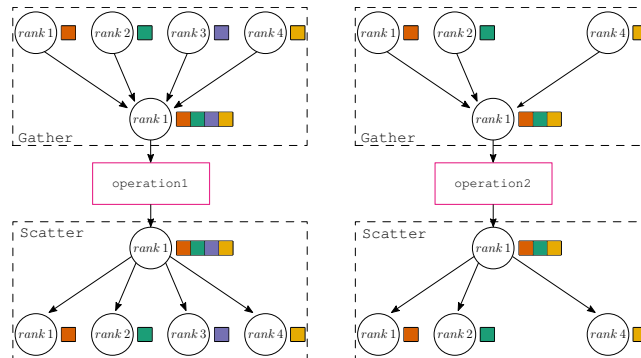 rank 1 rank 2 rank 3 rank 4 rank 1 rank 2 rank 4
rank 1 rank 1
Gather Gather
operation1 operation2
Scatter Scatter
rank 1 rank 1
rank 1 rank 2 rank 3 rank 4 rank 1 rank 2 rank 4